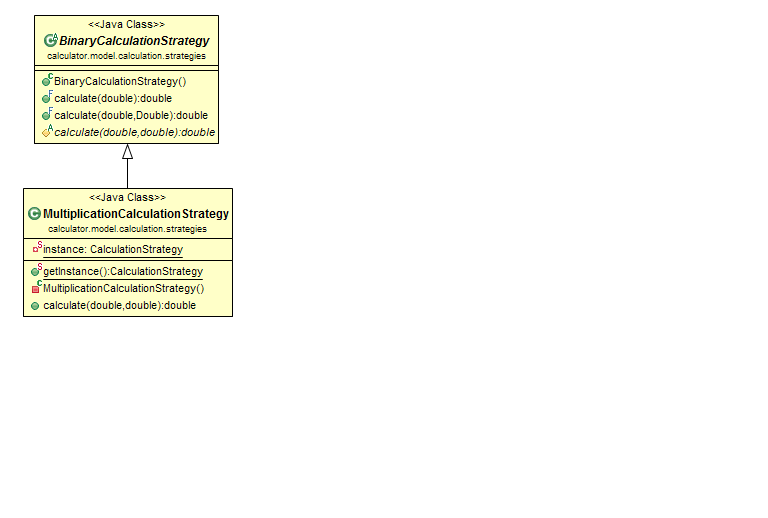 <<Java Class>>
BinaryCalculationStrategy
calculator.model.calculation.strategies
BinaryCalculationStrategy()
calculate(double):double
calculate(double,Double):double
calculate(double,double):double
<<Java Class>>
MultiplicationCalculationStrategy
calculator.model.calculation.strategies
instance: CalculationStrategy
getInstance():CalculationStrategy
MultiplicationCalculationStrategy()
calculate(double,double):double